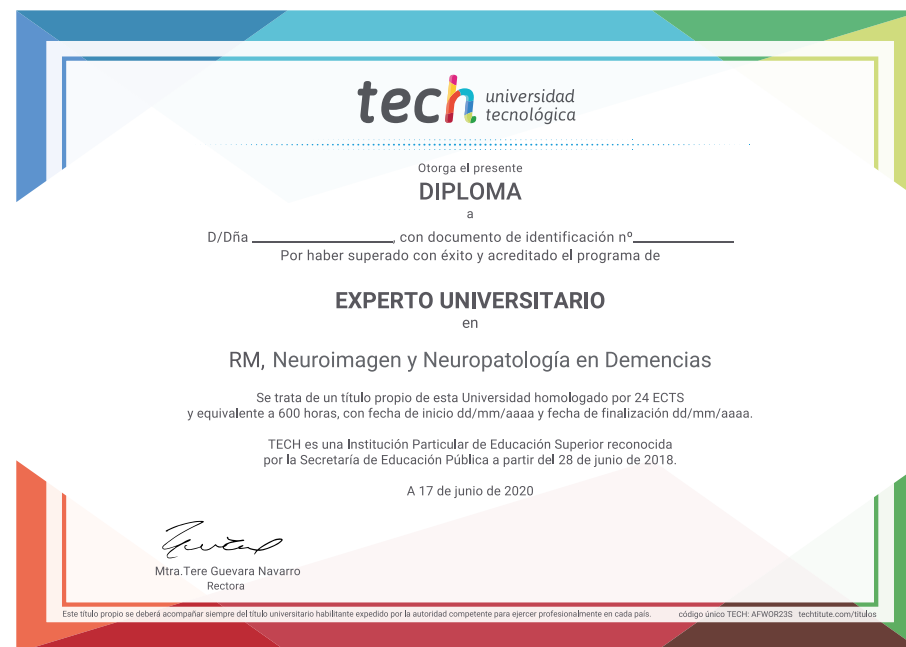 tech universidad
tecnológica
Otorga el presente
DIPLOMA
a
D/Dña ____________________, con documento de identificación nº______________
Por haber superado con éxito y acreditado el programa de
EXPERTO UNIVERSITARIO
en
RM, Neuroimagen y Neuropatología en Demencias
Se trata de un título propio de esta Universidad homologado por 24 ECTS
y equivalente a 600 horas, con fecha de inicio dd/mm/aaaa y fecha de finalización dd/mm/aaaa.
TECH es una Institución Particular de Educación Superior reconocida
por la Secretaría de Educación Pública a partir del 28 de junio de 2018.
A 17 de junio de 2020
Mtra.Tere Guevara Navarro
Rectora
Este título propio se deberá acompañar siempre del título universitario habilitante expedido por la autoridad competente para ejercer profesionalmente en cada país. código único TECH: AFWOR23S techtitute.com/titulos